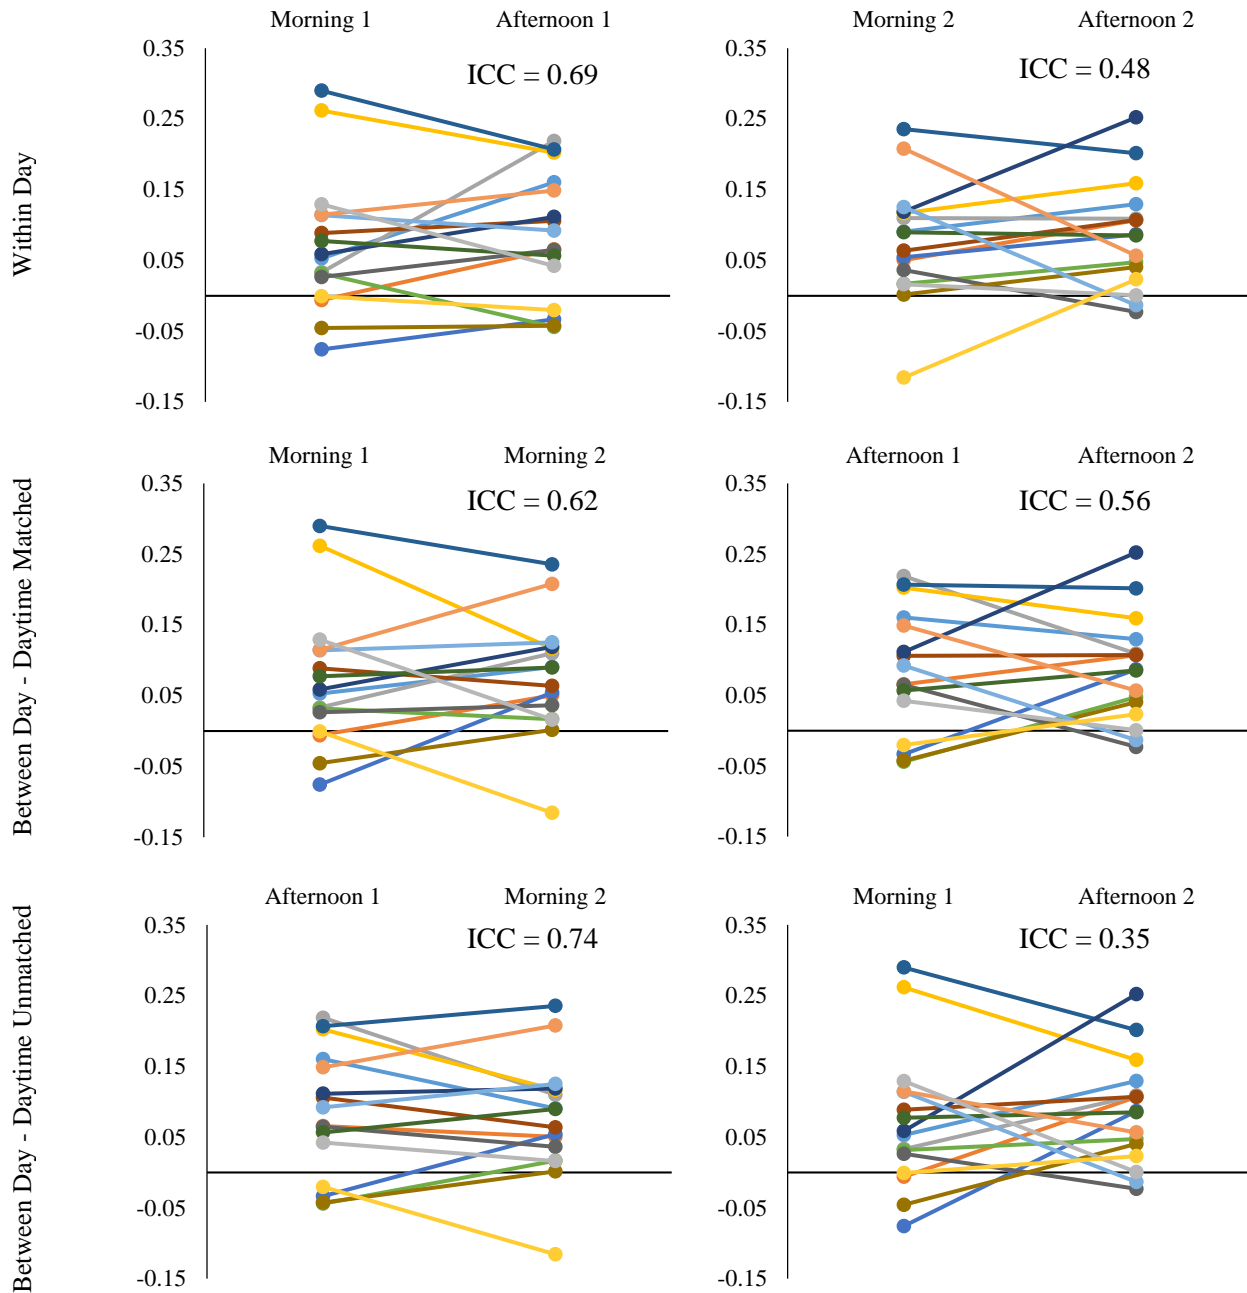 Morning 1 Afternoon 1
ICC = 0.69
0.35
0.25
0.15
0.05
-0.05
-0.15
Within Day
Morning 2 Afternoon 2
ICC = 0.48
0.35
0.25
0.15
0.05
-0.05
-0.15
Morning 1 Morning 2
ICC = 0.62
0.35
0.25
0.15
0.05
-0.05
-0.15
Between Day - Daytime Matched
Afternoon 1 Afternoon 2
ICC = 0.56
0.35
0.25
0.15
0.05
-0.05
-0.15
Afternoon 1 Morning 2
ICC = 0.74
0.35
0.25
0.15
0.05
-0.05
-0.15
Between Day - Daytime Unmatched
Morning 1 Afternoon 2
ICC = 0.35
0.35
0.25
0.15
0.05
-0.05
-0.15